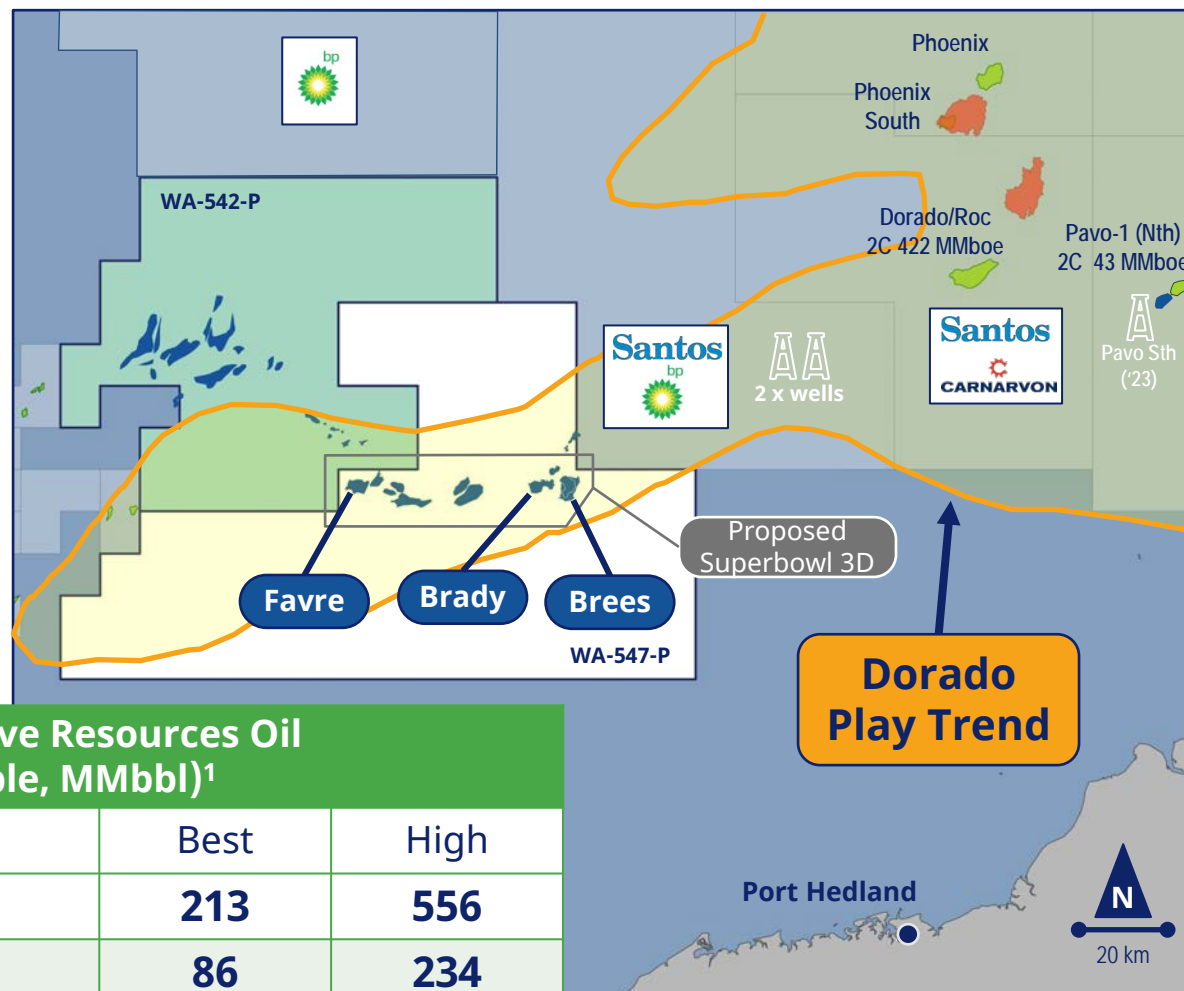 bp
Phoenix
Phoenix
South
WA-542-P
Dorado/Roc
2C 422 MMboe
Pavo-1 (Nth)
2C 43 MMboe
Santos
bp
2 x wells
Santos
CARNARVON
Pavo Sth
('23)
Proposed
Superbowl 3D
Favre
Brady
Brees
WA-547-P
Dorado
Play Trend
ve Resources Oil
ble, MMbbl)¹
Best
High
213
556
86
234
Port Hedland
N
20 km